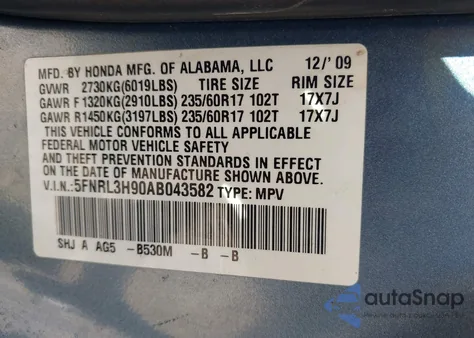 MFD. BY HONDA MFG. OF ALABAMA, LLC 12/'09
GVWR 2730KG(6019LBS) TIRE SIZE RIM SIZE
GAWR F 1320KG(2910LBS) 235/60R17 102T 17X7J
GAWR R1450KG(3197LBS) 235/60R17 102T 17X7J
THIS VEHICLE CONFORMS TO ALL APPLICABLE
FEDERAL MOTOR VEHICLE SAFETY
AND THEFT PREVENTION STANDARDS IN EFFECT
ON THE DATE OF MANUFACTURE SHOWN ABOVE.
V.I.N.: 5FNRL3H90AB043582 TYPE: MPV
SHJ A AG5 -B530M -B -B
autoSnap